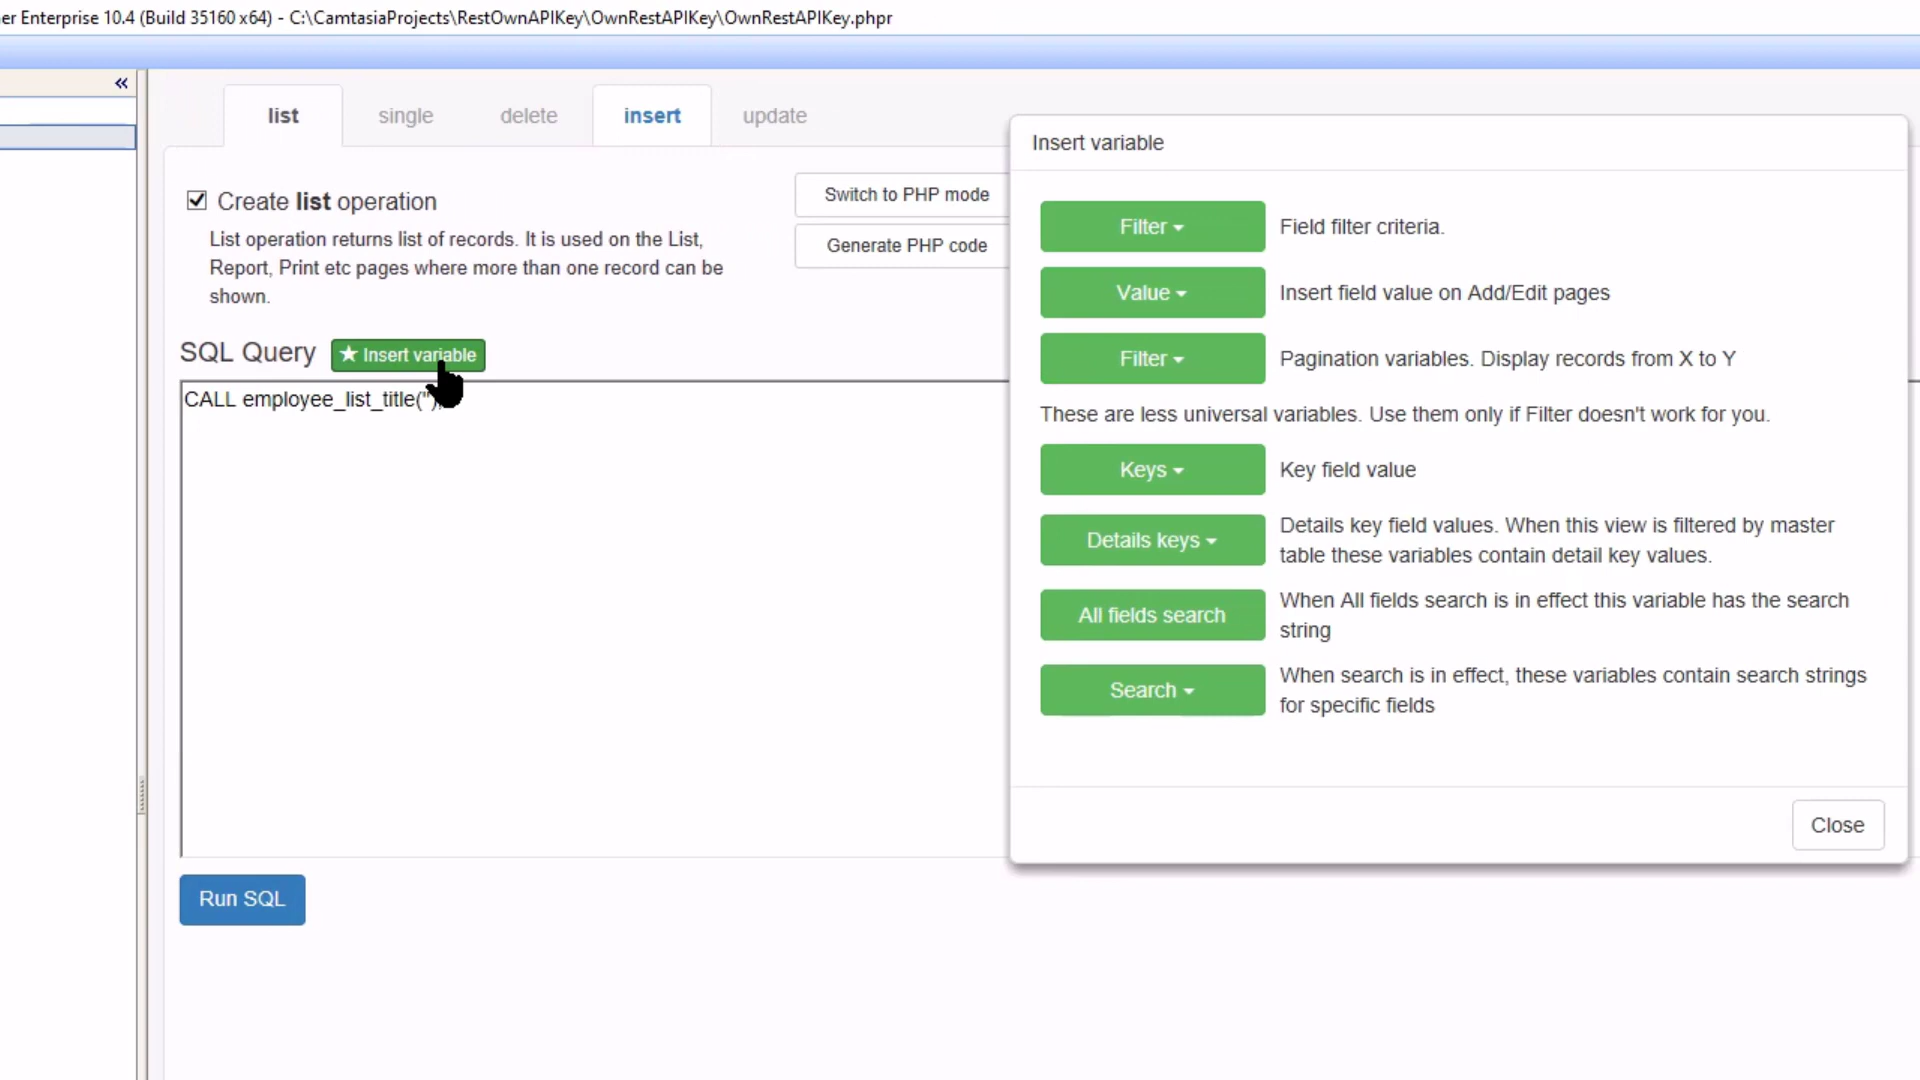 er Enterprise 10.4 (Build 35160 x64) - C:\CamtasiaProjects\RestOwnAPIKey\OwnRestAPIKey\OwnRestAPIKey.phpr
«
list single delete insert update
Create list operation
List operation returns list of records. It is used on the List,
Report, Print etc pages where more than one record can be
shown.
Switch to PHP mode
Generate PHP code
SQL Query
★ Insert variable
CALL employee_list_title('')
Run SQL
Insert variable
Filter Field filter criteria.
Value Insert field value on Add/Edit pages
Filter Pagination variables. Display records from X to Y
These are less universal variables. Use them only if Filter doesn't work for you.
Keys Key field value
Details keys Details key field values. When this view is filtered by master
table these variables contain detail key values.
All fields search When All fields search is in effect this variable has the search
string
Search When search is in effect, these variables contain search strings
for specific fields
Close